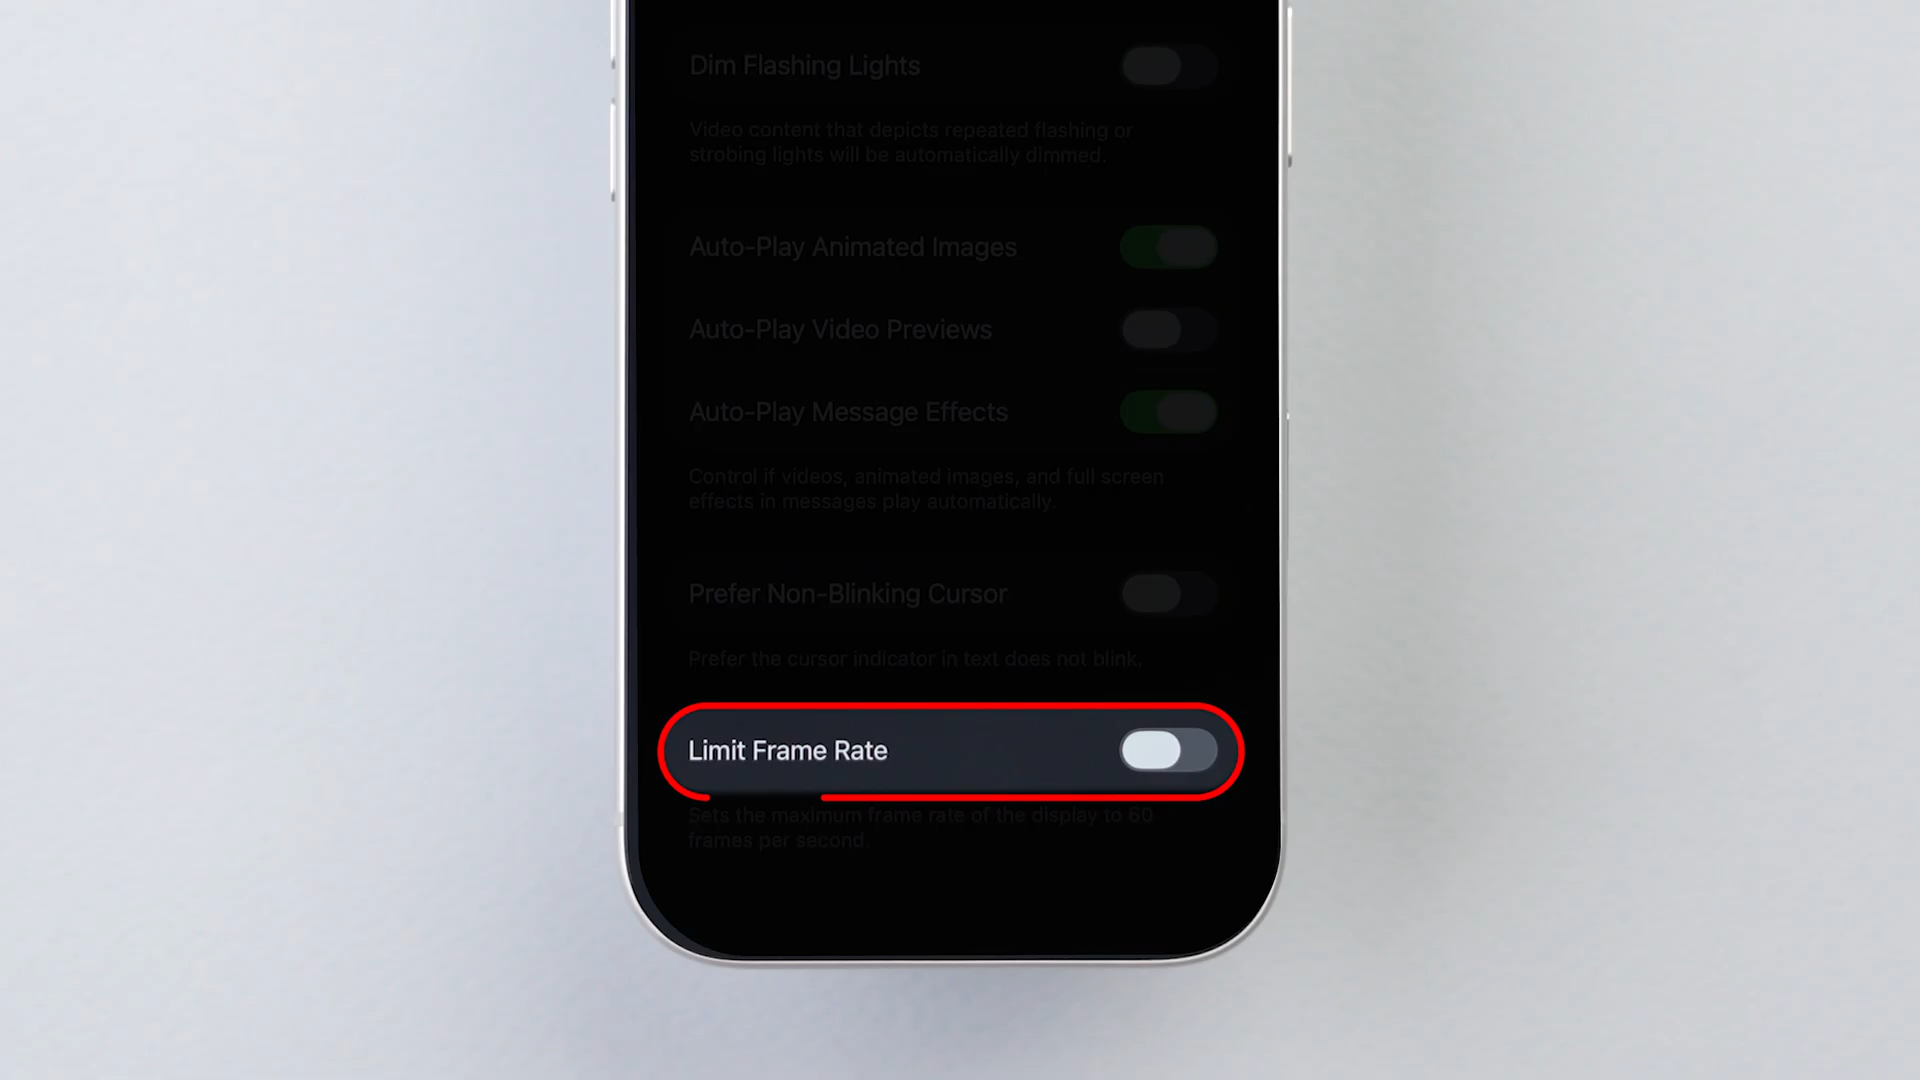 Dim Flashing Lights
Video content that depicts repeated flashing or
strobing lights will be automatically dimmed.
Auto-Play Animated Images
Auto-Play Video Previews
Auto-Play Message Effects
Control if videos, animated images, and full screen
effects in messages play automatically.
Prefer Non-Blinking Cursor
Prefer the cursor indicator in text does not blink.
Limit Frame Rate
Sets the maximum frame rate of the display to 60
frames per second.